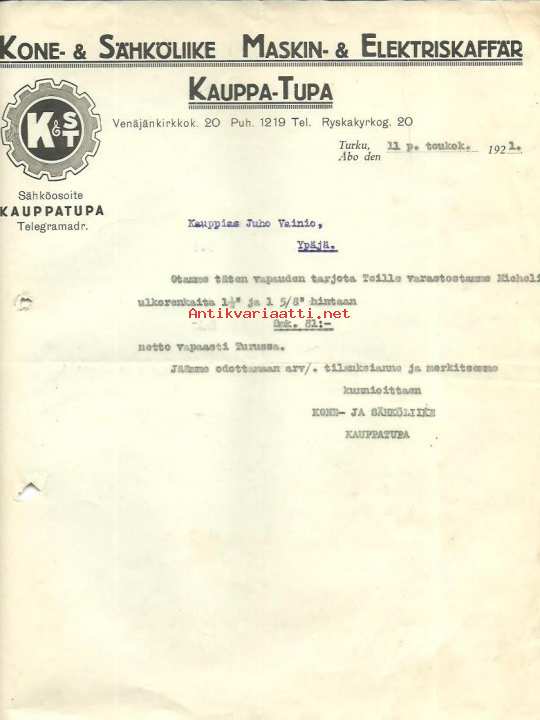 KONE- & SÄHKÖLIIKE MASKIN- & ELEKTRISKAFFÄR
KAUPPA-TUPA
K & S T
Venäjänkirkkok. 20 Puh. 1219 Tel. Ryskakyrkog. 20
Turku, 11 p. toukok. 1921.
Åbo den
Sähköosoite
KAUPPATUPA
Telegramadr.
Kauppias Juho Vainio,
Ypäjä.
Otamme täten vapauden tarjota Teille varastostamme Micheli
ulkorenkaita 1½" ja 1 5/8" hintaan
Antikvariaatti.net
Smk. 81:-
netto vapaasti Turussa.
Jäämme odottamaan arv/. tilauksianne ja merkitsemme
kunnioittaen
KONE- JA SÄHKÖLIIKE
KAUPPATUPA